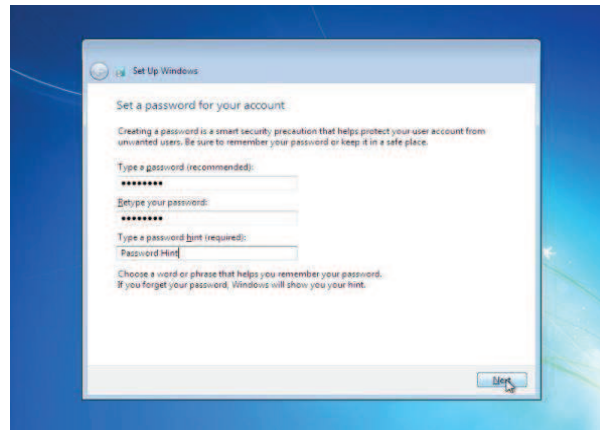 Set Up Windows
Set a password for your account
Creating a password is a smart security precaution that helps protect your user account from
unwanted users. Be sure to remember your password or keep it in a safe place.
Type a password (recommended):
••••••••
Retype your password:
••••••••
Type a password hint (required):
Password Hint
Choose a word or phrase that helps you remember your password.
If you forget your password, Windows will show you your hint.
Next